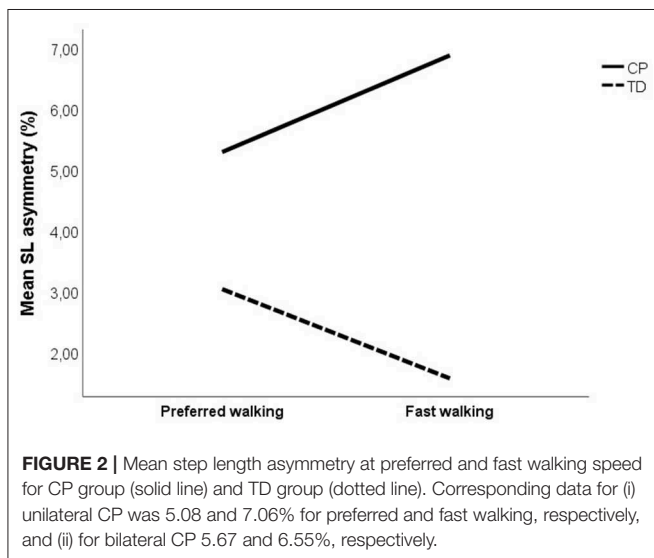 7,00
6,00
5,00
4,00
3,00
2,00
Mean SL asymmetry (%)
Preferred walking
Fast walking
CP
TD
FIGURE 2 | Mean step length asymmetry at preferred and fast walking speed
for CP group (solid line) and TD group (dotted line). Corresponding data for (i)
unilateral CP was 5.08 and 7.06% for preferred and fast walking, respectively,
and (ii) for bilateral CP 5.67 and 6.55%, respectively.